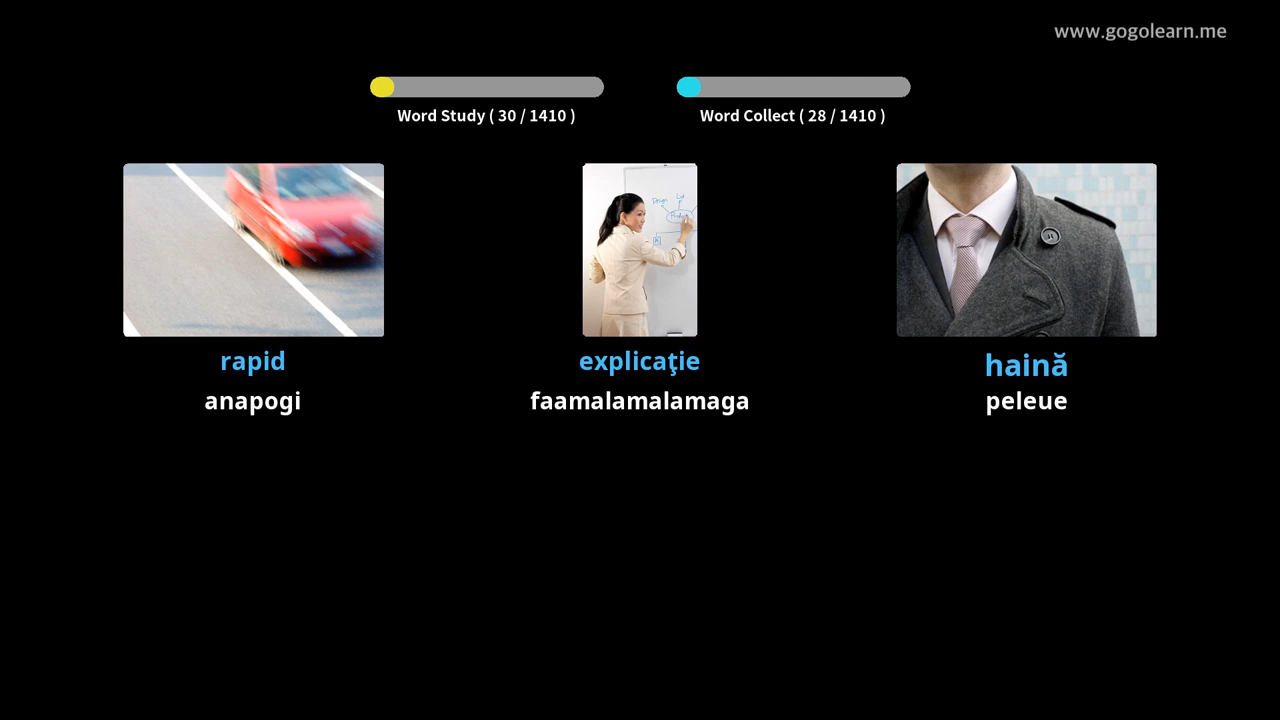 www.gogolearn.me
Word Study ( 30 / 1410 )
Word Collect ( 28 / 1410 )
rapid
explicaţie
haină
anapogi
faamalamalamaga
peleue